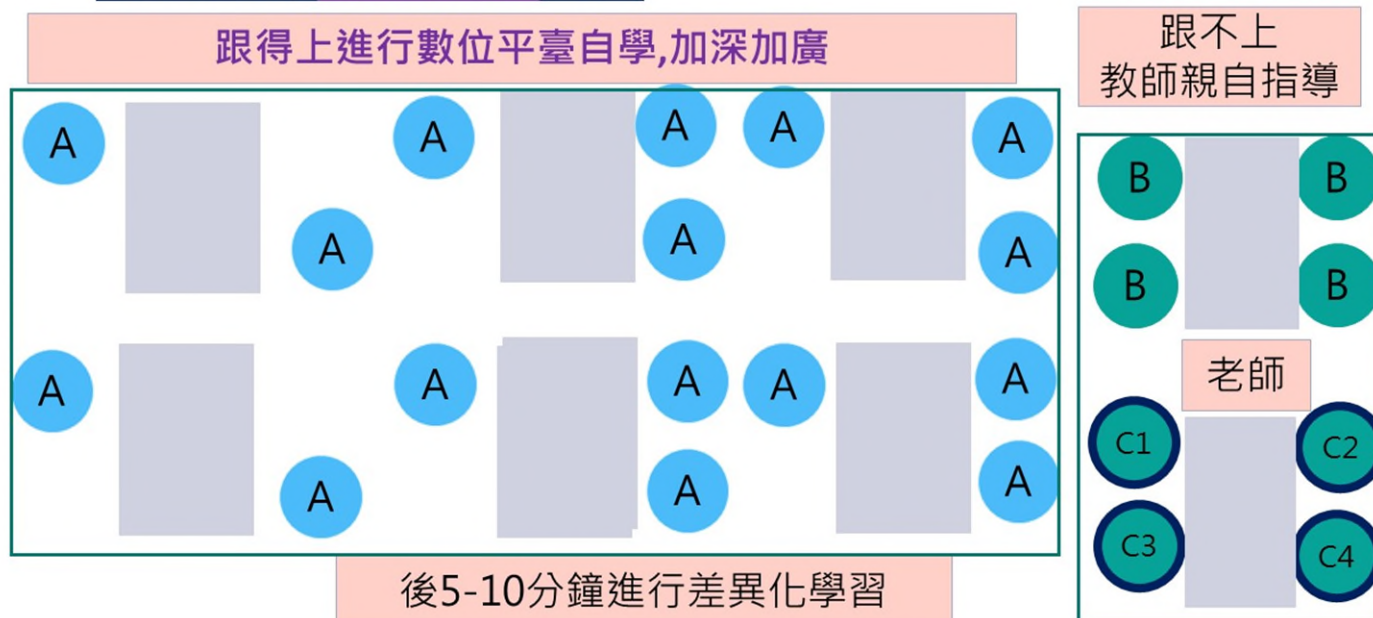 跟得上進行數位平臺自學,加深加廣
跟不上
教師親自指導
A A A A A
A A A
A A A A A
A A A
B B
B B
老師
C1 C2
C3 C4
後5-10分鐘進行差異化學習